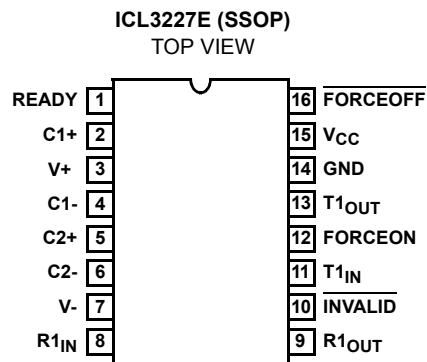 ICL3227E (SSOP)
TOP VIEW
READY 1 16 FORCEOFF
C1+ 2 15 VCC
V+ 3 14 GND
C1- 4 13 T1OUT
C2+ 5 12 FORCEON
C2- 6 11 T1IN
V- 7 10 INVALID
R1IN 8 9 R1OUT